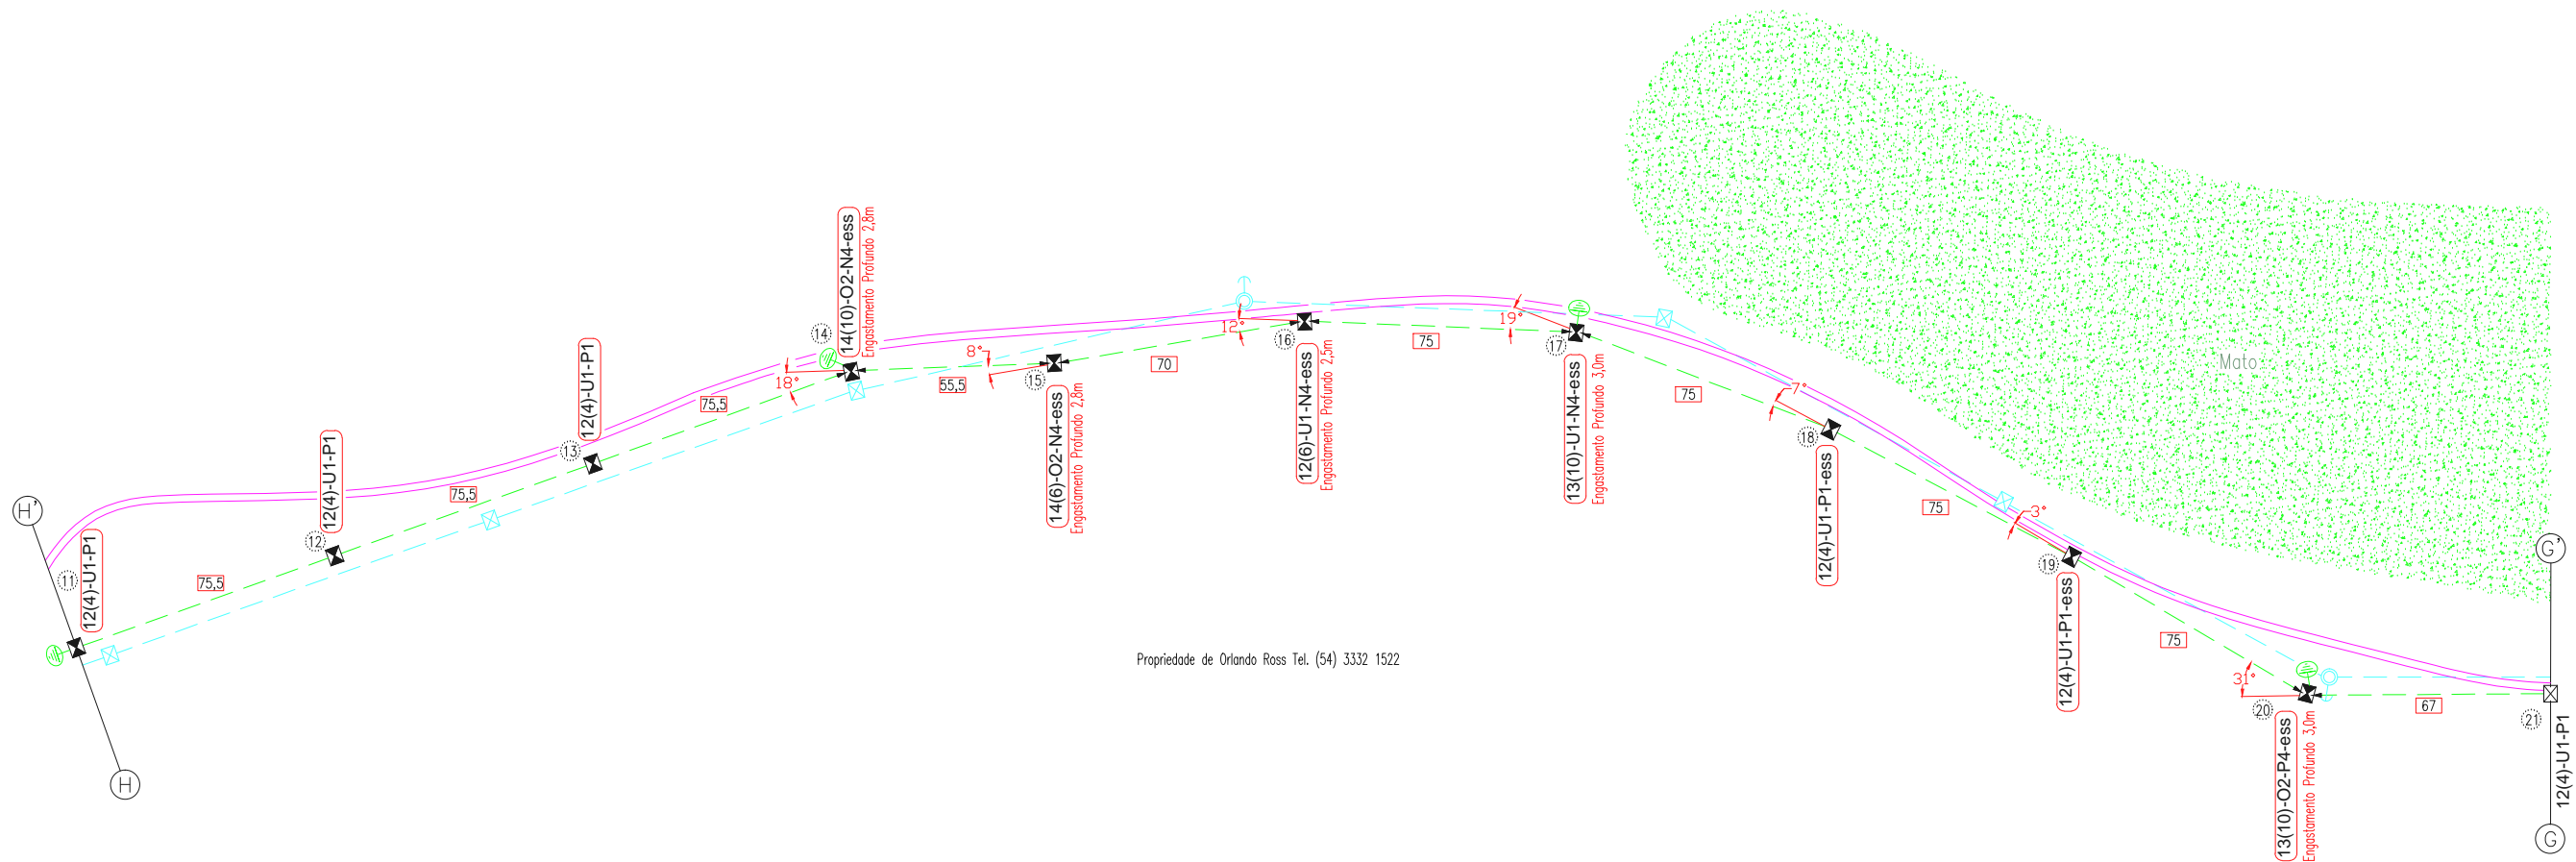 H'
11
12(4)-U1-P1
H
75,5
12
12(4)-U1-P1
75,5
13
12(4)-U1-P1
75,5
18°
14
14(10)-O2-N4-ess
Engastamento Profundo 2,8m
55,5
8°
15
14(6)-O2-N4-ess
Engastamento Profundo 2,8m
70
12°
16
12(6)-U1-N4-ess
Engastamento Profundo 2,5m
75
19°
17
13(10)-U1-N4-ess
Engastamento Profundo 3,0m
75
7°
18
12(4)-U1-P1-ess
75
3°
19
12(4)-U1-P1-ess
75
31°
20
13(10)-O2-P4-ess
Engastamento Profundo 3,0m
67
21
12(4)-U1-P1
G'
G
Mato
Propriedade de Orlando Ross Tel. (54) 3332 1522